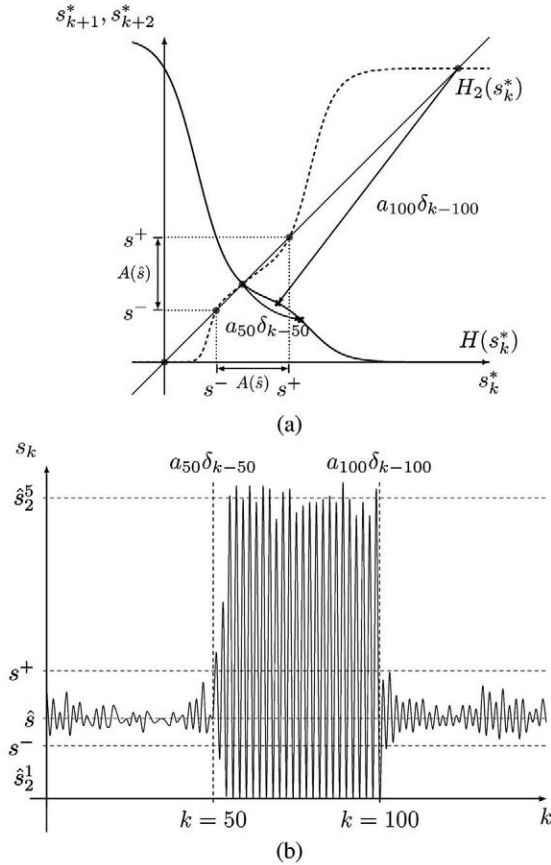 s*_{k+1}, s*_{k+2}
H_2(s*_k)
a_{100}δ_{k−100}
s^+
A(ŝ)
s^−
a_{50}δ_{k−50}
H(s*_k)
s^− A(ŝ) s^+ s*_k
(a)
s_k a_{50}δ_{k−50} a_{100}δ_{k−100}
ŝ^5_2
s^+
ŝ
s^−
ŝ^1_2
k = 50 k = 100 k
(b)